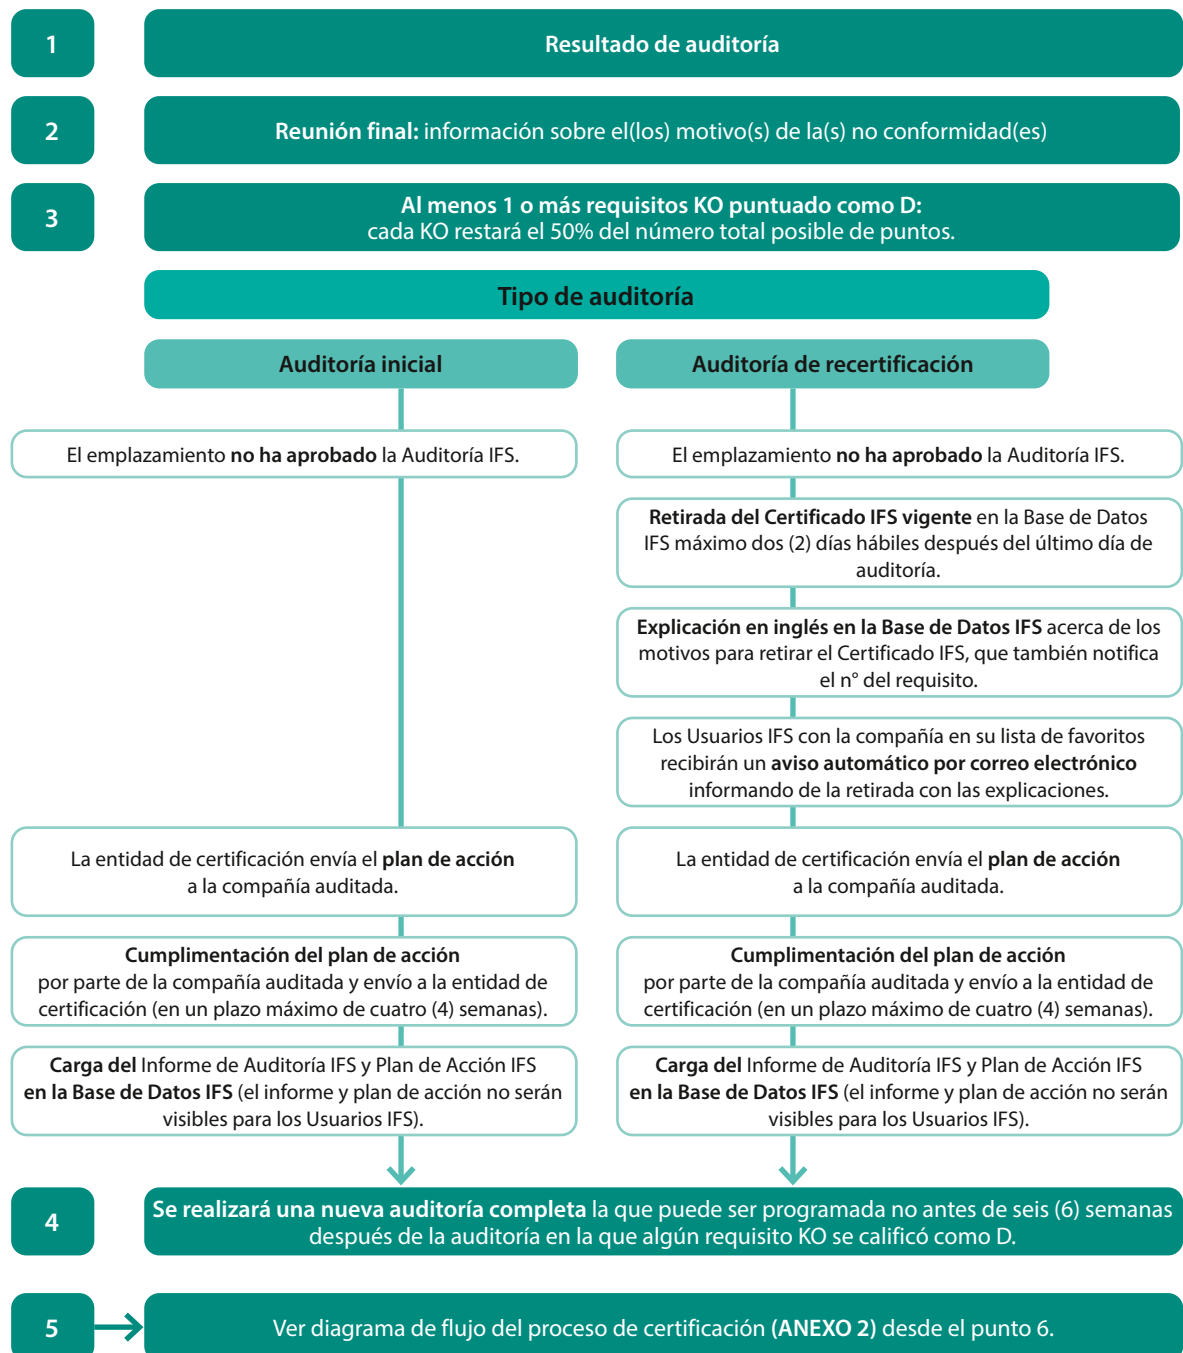 1
Resultado de auditoría
2
Reunión final: información sobre el(los) motivo(s) de la(s) no conformidad(es)
3
Al menos 1 o más requisitos KO puntuado como D:
cada KO restará el 50% del número total posible de puntos.
Tipo de auditoría
Auditoría inicial
El emplazamiento no ha aprobado la Auditoría IFS.
La entidad de certificación envía el plan de acción
a la compañía auditada.
Cumplimentación del plan de acción
por parte de la compañía auditada y envío a la entidad de
certificación (en un plazo máximo de cuatro (4) semanas).
Carga del Informe de Auditoría IFS y Plan de Acción IFS
en la Base de Datos IFS (el informe y plan de acción no serán
visibles para los Usuarios IFS).
Auditoría de recertificación
El emplazamiento no ha aprobado la Auditoría IFS.
Retirada del Certificado IFS vigente en la Base de Datos
IFS máximo dos (2) días hábiles después del último día de
auditoría.
Explicación en inglés en la Base de Datos IFS acerca de los
motivos para retirar el Certificado IFS, que también notifica
el n° del requisito.
Los Usuarios IFS con la compañía en su lista de favoritos
recibirán un aviso automático por correo electrónico
informando de la retirada con las explicaciones.
La entidad de certificación envía el plan de acción
a la compañía auditada.
Cumplimentación del plan de acción
por parte de la compañía auditada y envío a la entidad de
certificación (en un plazo máximo de cuatro (4) semanas).
Carga del Informe de Auditoría IFS y Plan de Acción IFS
en la Base de Datos IFS (el informe y plan de acción no serán
visibles para los Usuarios IFS).
4
Se realizará una nueva auditoría completa la que puede ser programada no antes de seis (6) semanas
después de la auditoría en la que algún requisito KO se calificó como D.
5
Ver diagrama de flujo del proceso de certificación (ANEXO 2) desde el punto 6.